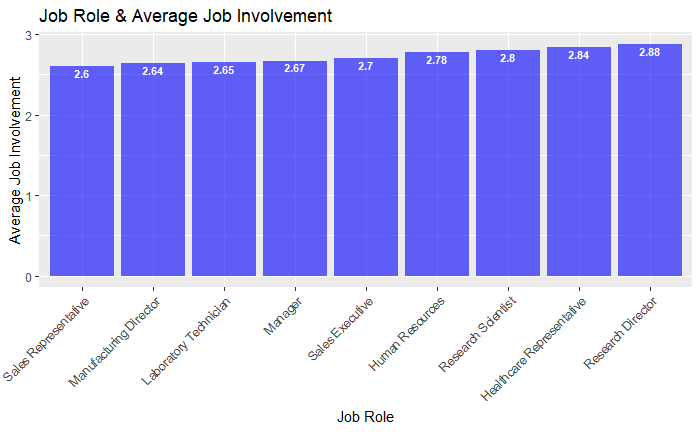 Job Role & Average Job Involvement
Average Job Involvement
3
2
1
0
2.6
2.64
2.65
2.67
2.7
2.78
2.8
2.84
2.88
Sales Representative
Manufacturing Director
Laboratory Technician
Manager
Sales Executive
Human Resources
Research Scientist
Healthcare Representative
Research Director
Job Role